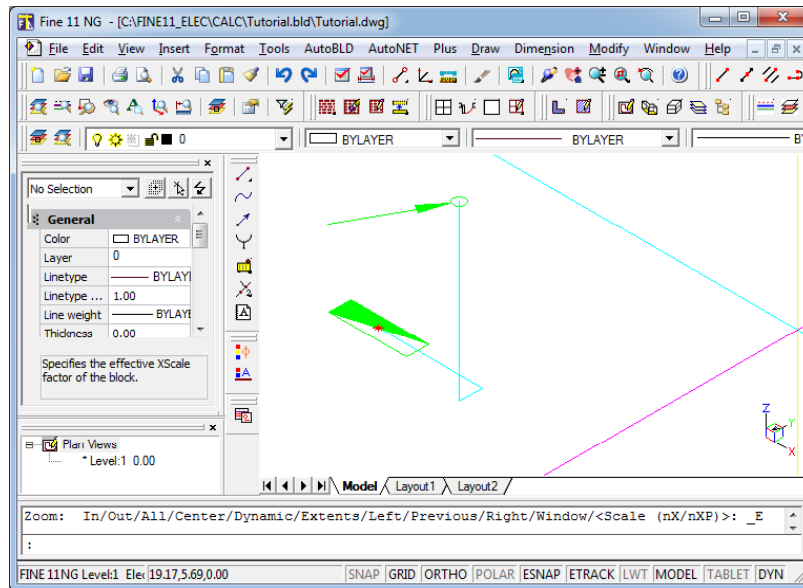 Fine 11 NG - [C:\FINE11_ELEC\CALC\Tutorial.bld\Tutorial.dwg]
File Edit View Insert Format Tools AutoBLD AutoNET Plus Draw Dimension Modify Window Help
0 BYLAYER BYLAYER
No Selection
General
Color BYLAYER
Layer 0
Linetype BYLAYE
Linetype ... 1.00
Line weight BYLAYE
Thickness 0.00
Specifies the effective XScale
factor of the block.
Plan Views
* Level:1 0.00
Z
Y
X
Model Layout1 Layout2
Zoom: In/Out/All/Center/Dynamic/Extents/Left/Previous/Right/Window/<Scale (nX/nXP)>: _E
:
FINE 11NG Level:1 Elec 19.17,5.69,0.00 SNAP GRID ORTHO POLAR ESNAP ETRACK LWT MODEL TABLET DYN